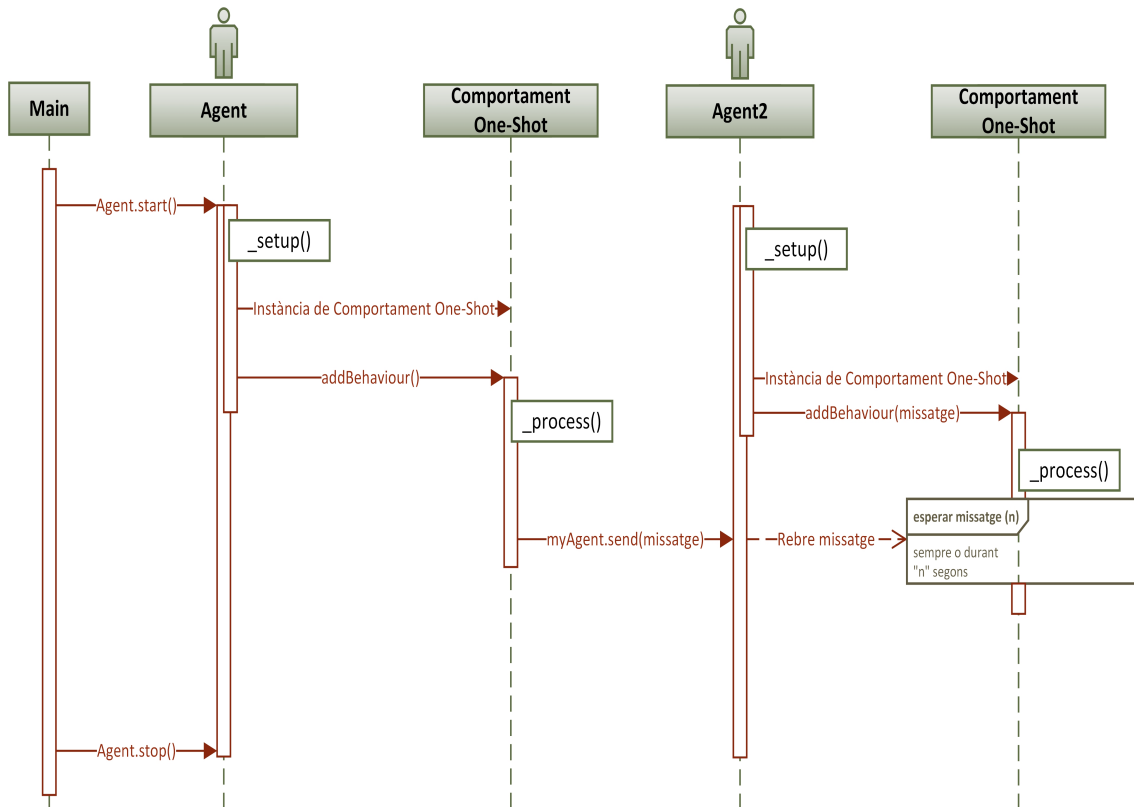 Main
Agent
Comportament
One-Shot
Agent2
Comportament
One-Shot
Agent.start()
_setup()
_setup()
Instància de Comportament One-Shot
addBehaviour()
Instància de Comportament One-Shot
addBehaviour(missatge)
_process()
_process()
myAgent.send(missatge)
Rebre missatge
esperar missatge (n)
sempre o durant
"n" segons
Agent.stop()